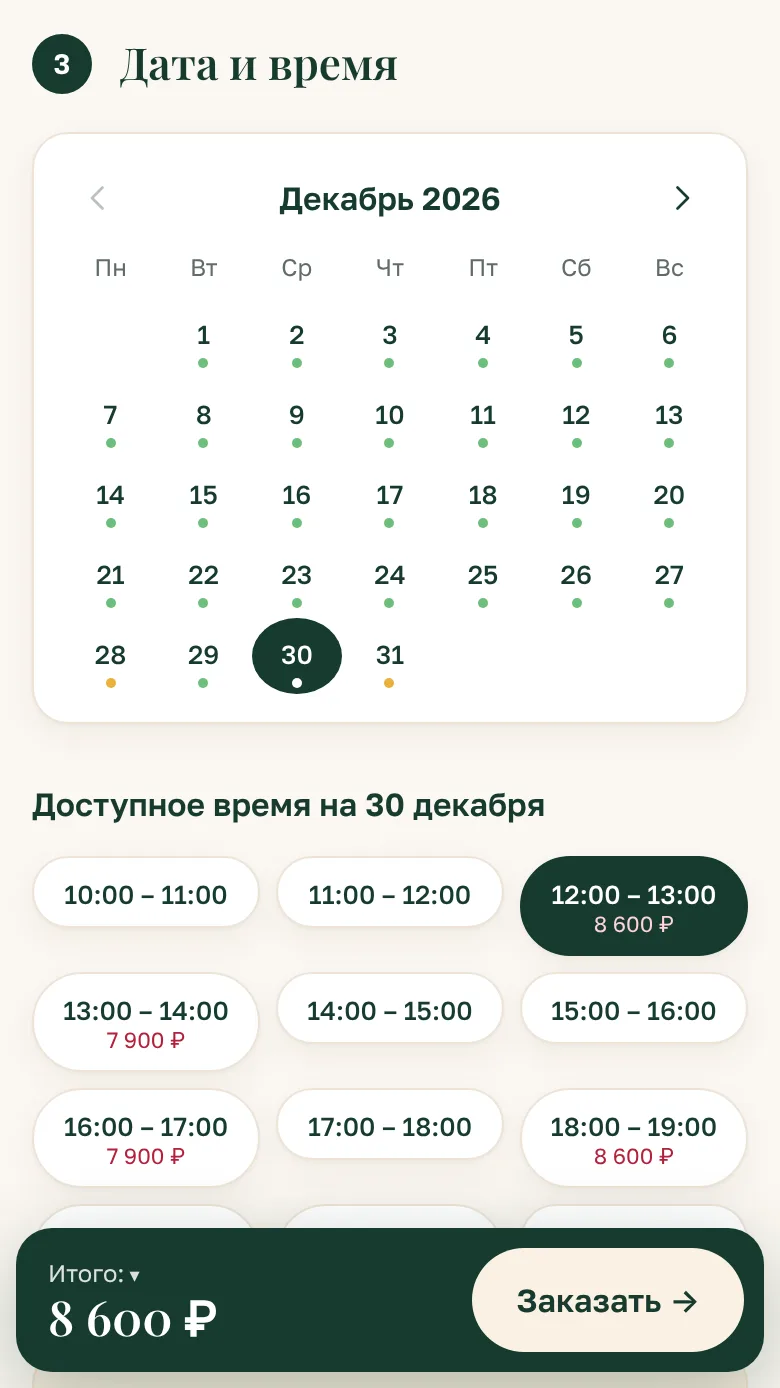 3 Дата и время
Декабрь 2026
Пн Вт Ср Чт Пт Сб Вс
1 2 3 4 5 6
7 8 9 10 11 12 13
14 15 16 17 18 19 20
21 22 23 24 25 26 27
28 29 30 31
Доступное время на 30 декабря
10:00 – 11:00 11:00 – 12:00 12:00 – 13:00
8 600 ₽
13:00 – 14:00 14:00 – 15:00 15:00 – 16:00
7 900 ₽
16:00 – 17:00 17:00 – 18:00 18:00 – 19:00
7 900 ₽ 8 600 ₽
Итого: ▾
8 600 ₽
Заказать →